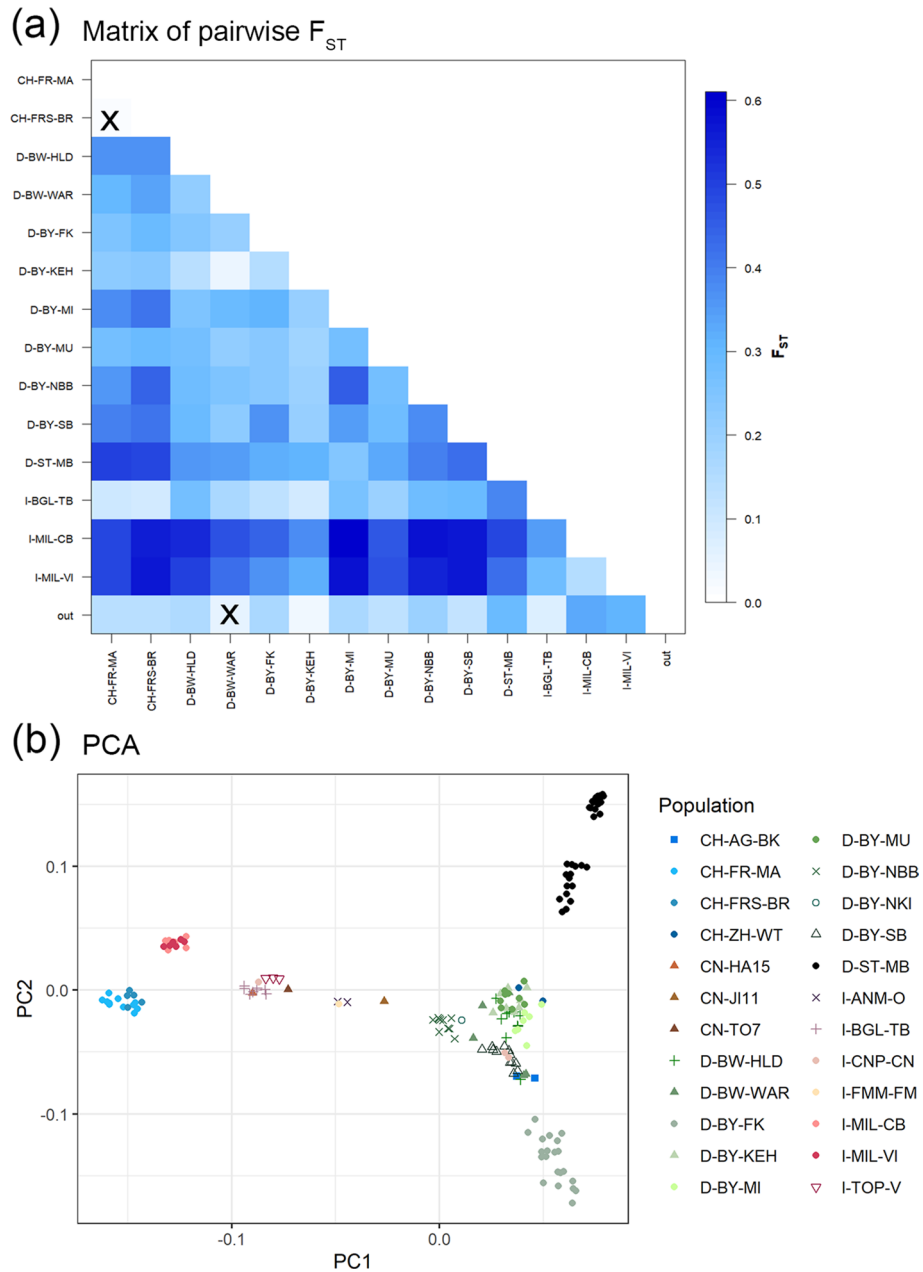 (a) Matrix of pairwise FST
CH-FR-MA
CH-FRS-BR
D-BW-HLD
D-BW-WAR
D-BY-FK
D-BY-KEH
D-BY-MI
D-BY-MU
D-BY-NBB
D-BY-SB
D-ST-MB
I-BGL-TB
I-MIL-CB
I-MIL-VI
out
X
X
CH-FR-MA
CH-FRS-BR
D-BW-HLD
D-BW-WAR
D-BY-FK
D-BY-KEH
D-BY-MI
D-BY-MU
D-BY-NBB
D-BY-SB
D-ST-MB
I-BGL-TB
I-MIL-CB
I-MIL-VI
out
0.6
0.5
0.4
0.3
0.2
0.1
0.0
FST
(b) PCA
0.1
0.0
-0.1
PC2
-0.1
0.0
PC1
Population
CH-AG-BK
CH-FR-MA
CH-FRS-BR
CH-ZH-WT
CN-HA15
CN-JI11
CN-TO7
D-BW-HLD
D-BW-WAR
D-BY-FK
D-BY-KEH
D-BY-MI
D-BY-MU
D-BY-NBB
D-BY-NKI
D-BY-SB
D-ST-MB
I-ANM-O
I-BGL-TB
I-CNP-CN
I-FMM-FM
I-MIL-CB
I-MIL-VI
I-TOP-V